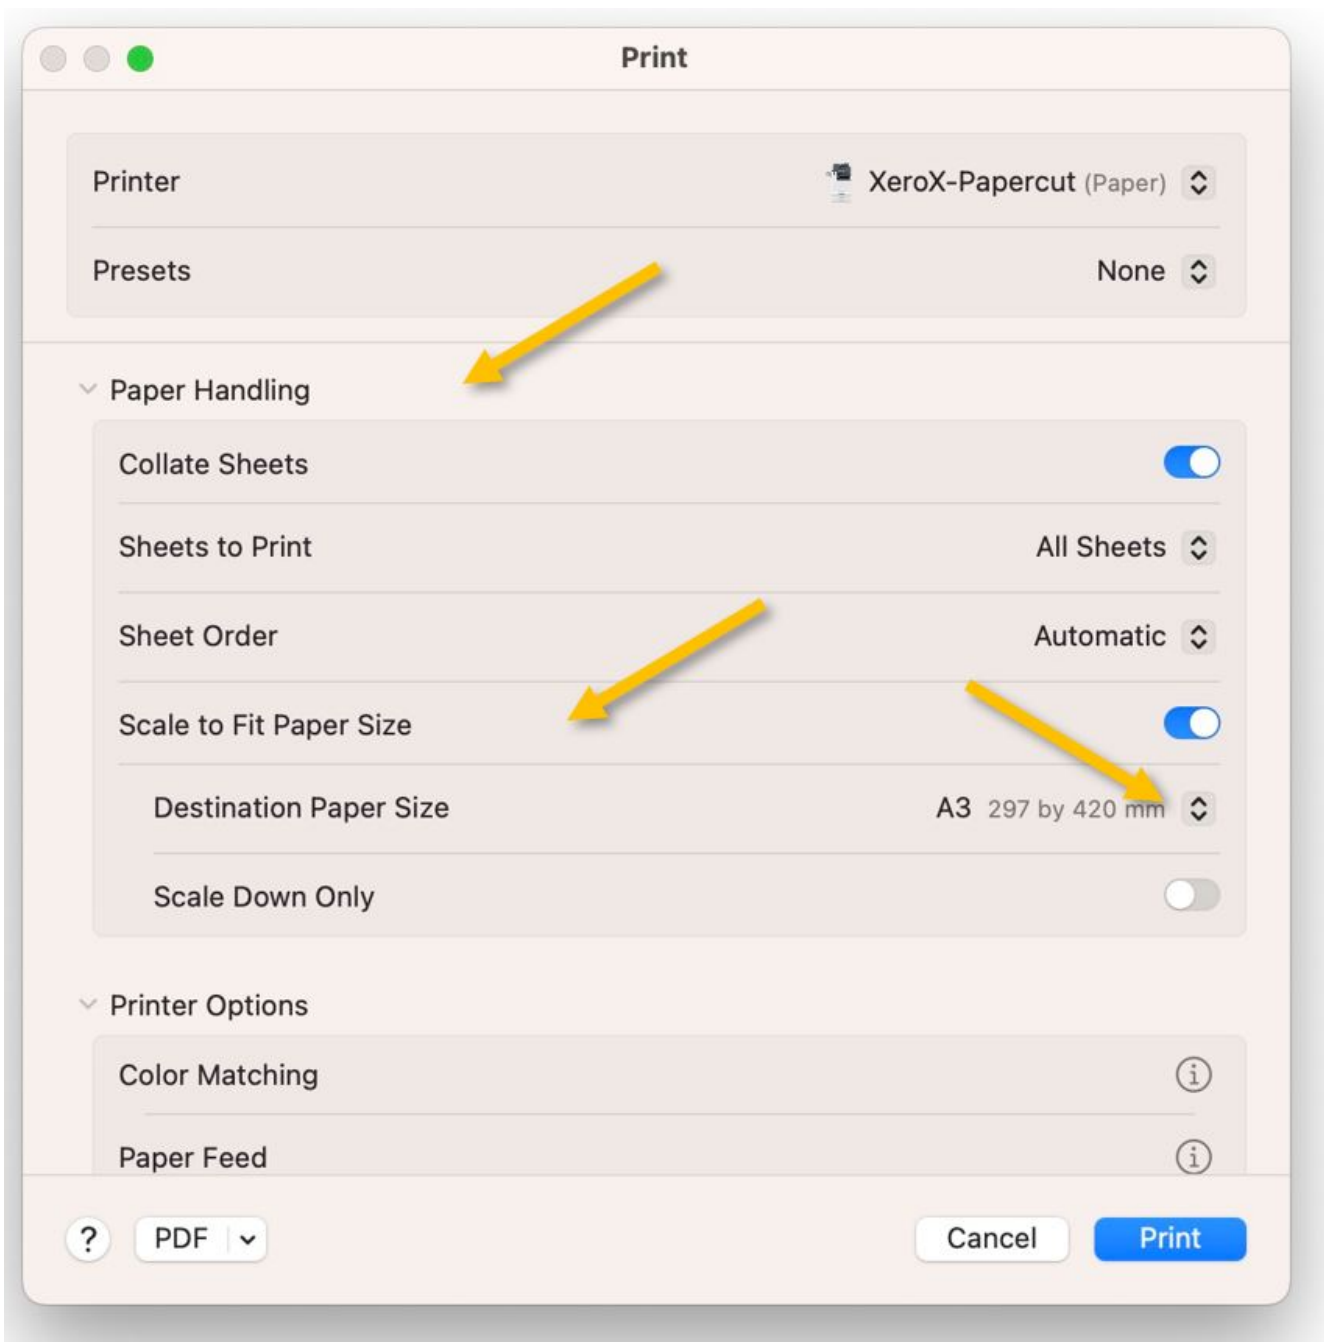 Print
Printer XeroX-Papercut (Paper)
Presets None
Paper Handling
Collate Sheets
Sheets to Print All Sheets
Sheet Order Automatic
Scale to Fit Paper Size
Destination Paper Size A3 297 by 420 mm
Scale Down Only
Printer Options
Color Matching
Paper Feed
? PDF Cancel Print